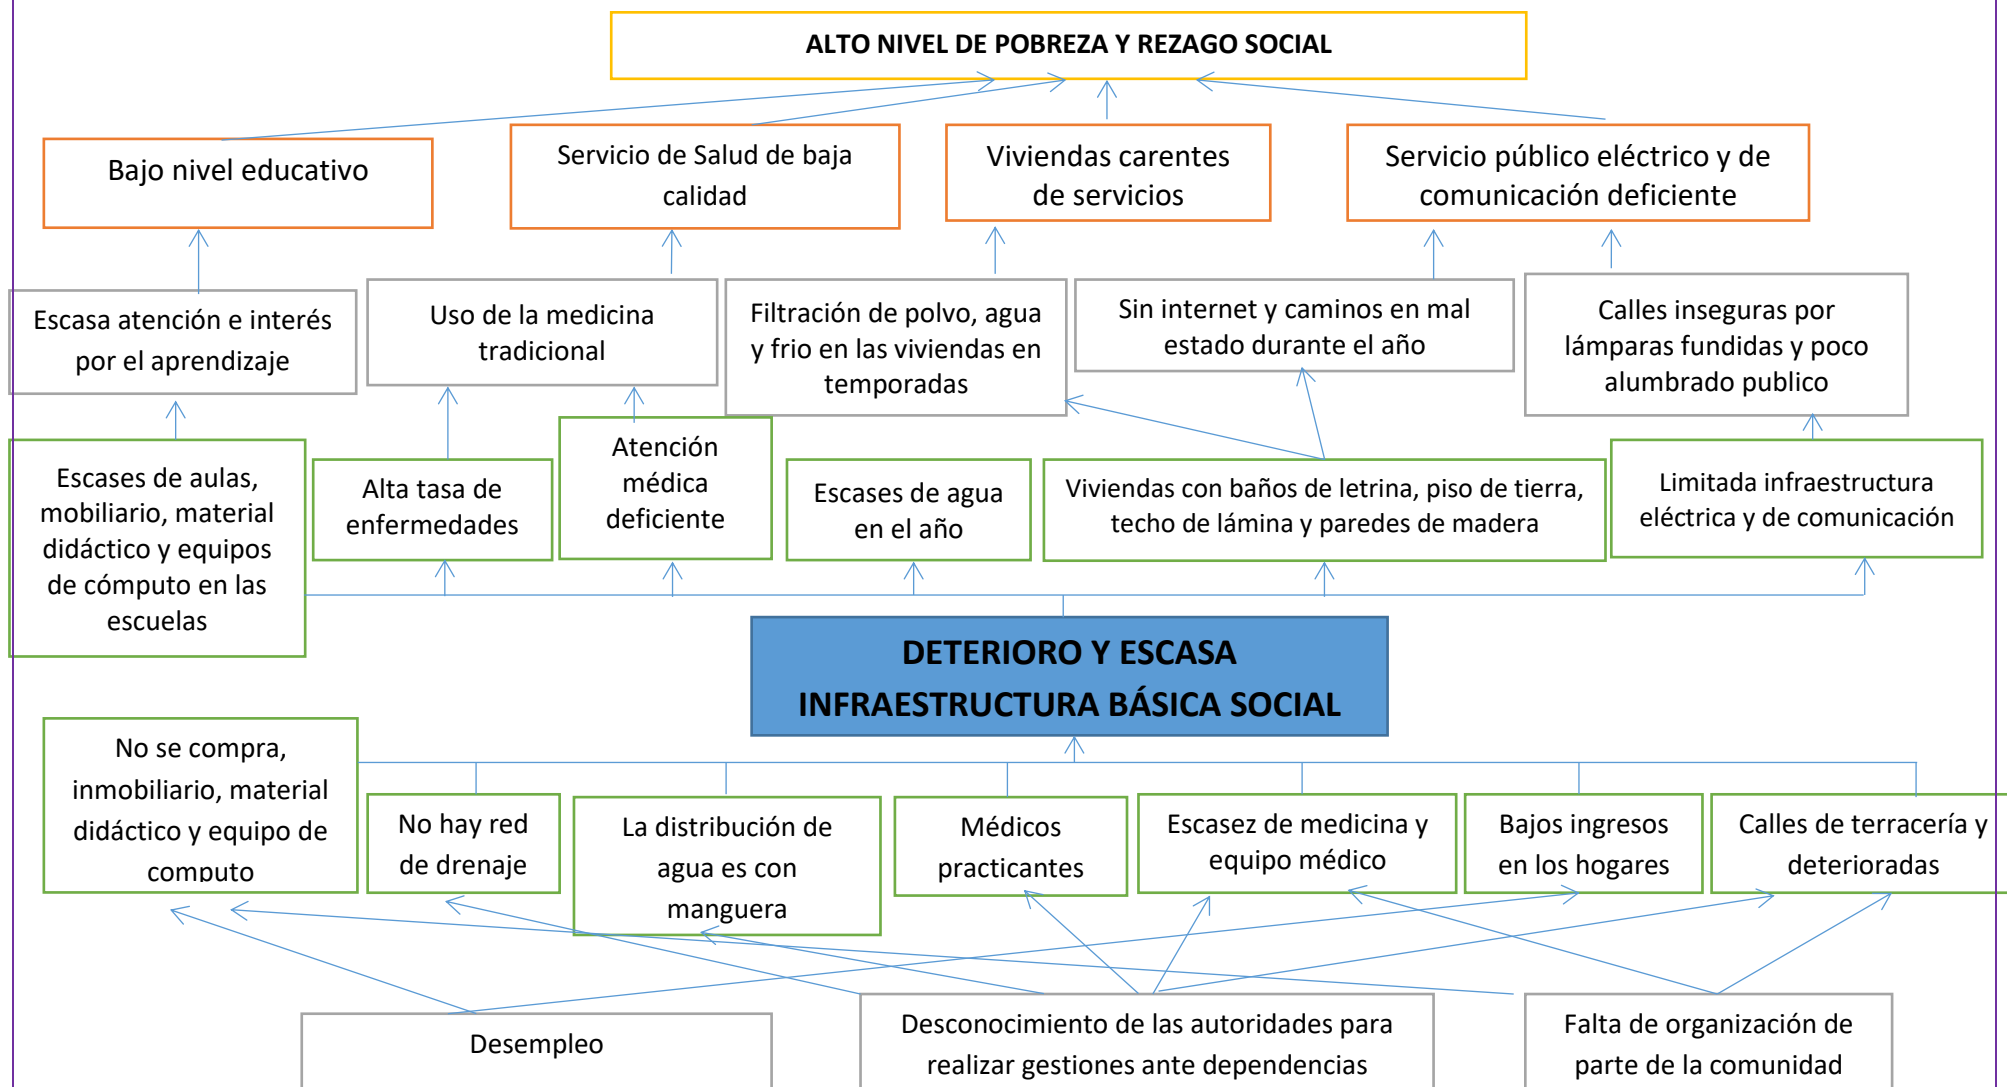 ALTO NIVEL DE POBREZA Y REZAGO SOCIAL
Bajo nivel educativo
Servicio de Salud de baja
calidad
Viviendas carentes
de servicios
Servicio público eléctrico y de
comunicación deficiente
Escasa atención e interés
por el aprendizaje
Uso de la medicina
tradicional
Filtración de polvo, agua
y frio en las viviendas en
temporadas
Sin internet y caminos en mal
estado durante el año
Calles inseguras por
lámparas fundidas y poco
alumbrado publico
Escases de aulas,
mobiliario, material
didáctico y equipos
de cómputo en las
escuelas
Alta tasa de
enfermedades
Atención
médica
deficiente
Escases de agua
en el año
Viviendas con baños de letrina, piso de tierra,
techo de lámina y paredes de madera
Limitada infraestructura
eléctrica y de comunicación
DETERIORO Y ESCASA
INFRAESTRUCTURA BÁSICA SOCIAL
No se compra,
inmobiliario, material
didáctico y equipo de
computo
No hay red
de drenaje
La distribución de
agua es con
manguera
Médicos
practicantes
Escasez de medicina y
equipo médico
Bajos ingresos
en los hogares
Calles de terracería y
deterioradas
Desempleo
Desconocimiento de las autoridades para
realizar gestiones ante dependencias
Falta de organización de
parte de la comunidad